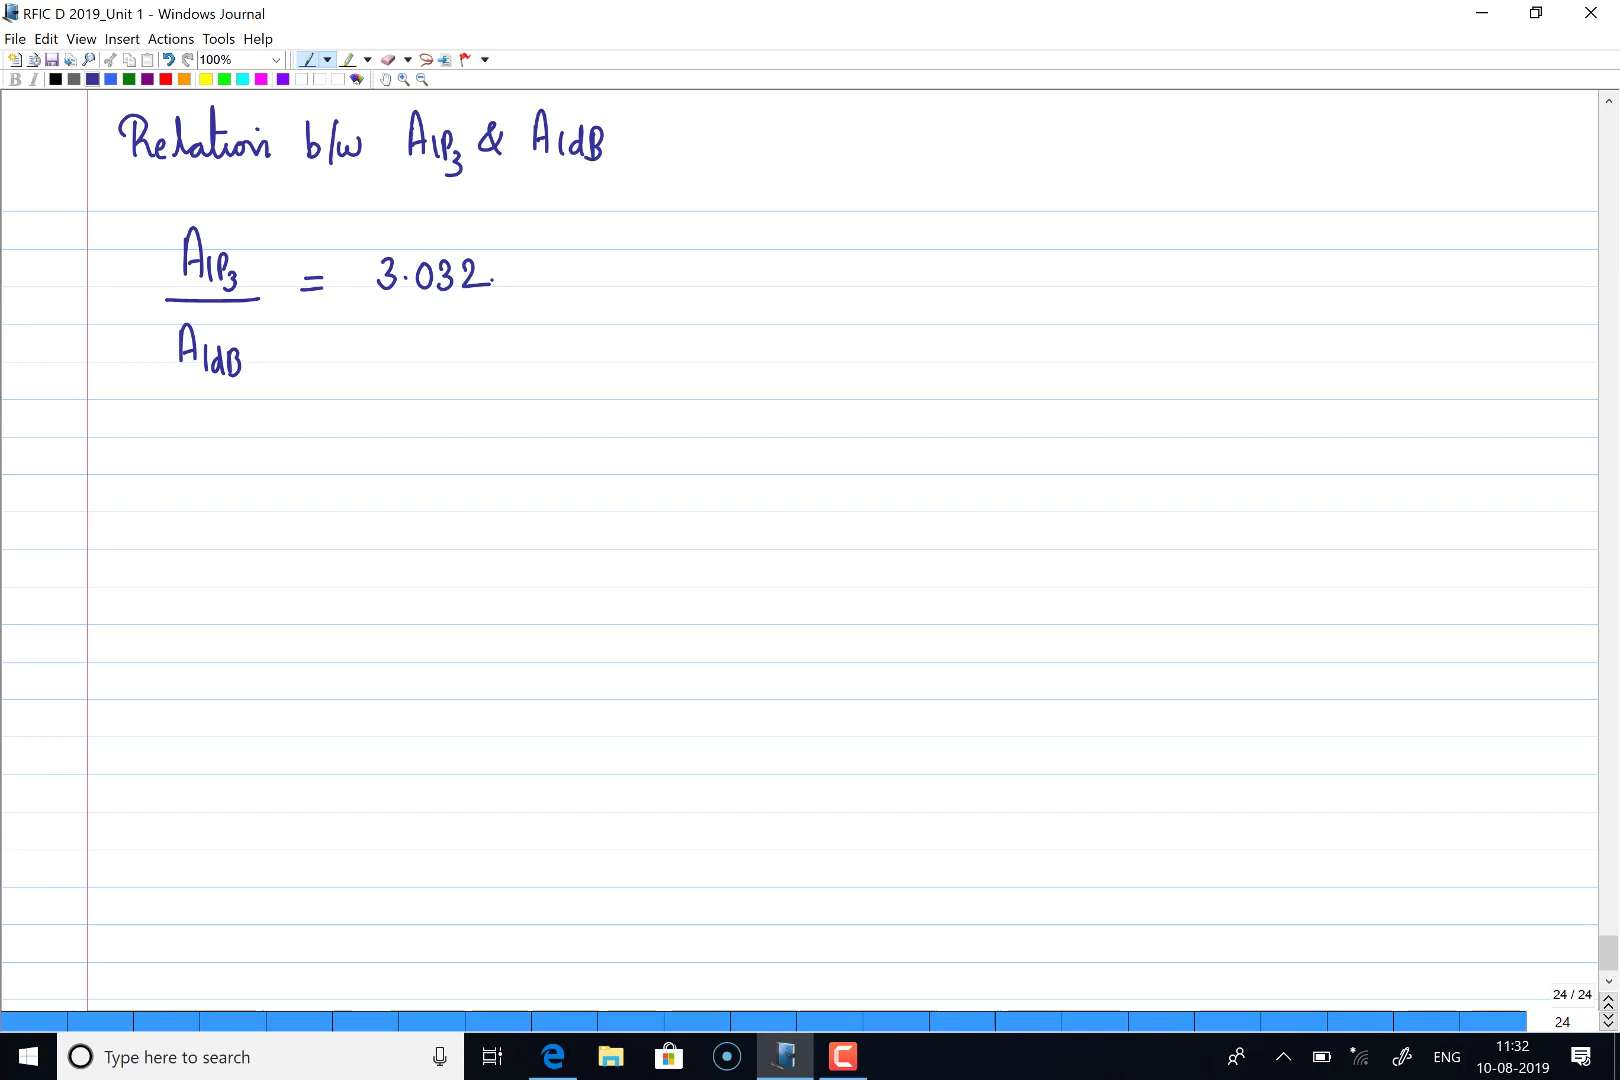 RFIC D 2019_Unit 1 - Windows Journal
File Edit View Insert Actions Tools Help
100%
B I
Relation b/w AIP3 & A1dB
AIP3
= 3.032.
A1dB
24 / 24
24
Type here to search
ENG
11:32
10-08-2019